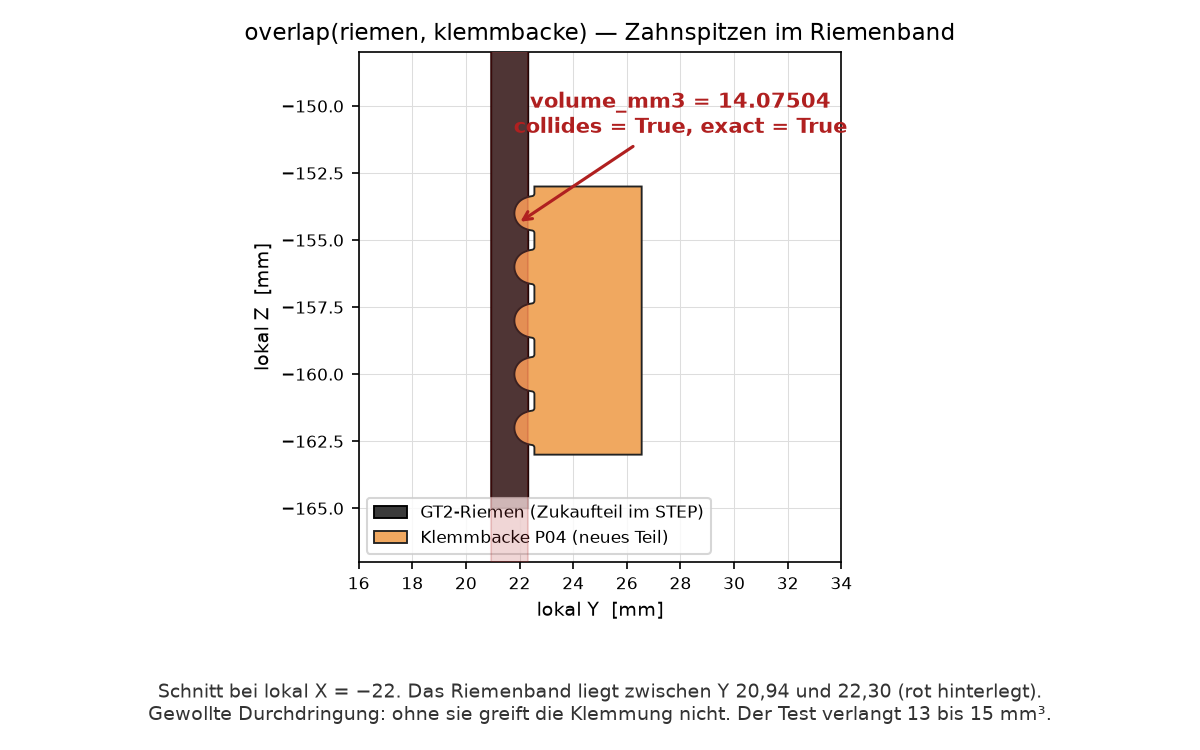 overlap(riemen, klemmbacke) — Zahnspitzen im Riemenband
volume_mm3 = 14.07504
collides = True, exact = True
lokal Z [mm]
−150.0
−152.5
−155.0
−157.5
−160.0
−162.5
−165.0
GT2-Riemen (Zukaufteil im STEP)
Klemmbacke P04 (neues Teil)
16 18 20 22 24 26 28 30 32 34
lokal Y [mm]
Schnitt bei lokal X = −22. Das Riemenband liegt zwischen Y 20,94 und 22,30 (rot hinterlegt).
Gewollte Durchdringung: ohne sie greift die Klemmung nicht. Der Test verlangt 13 bis 15 mm³.